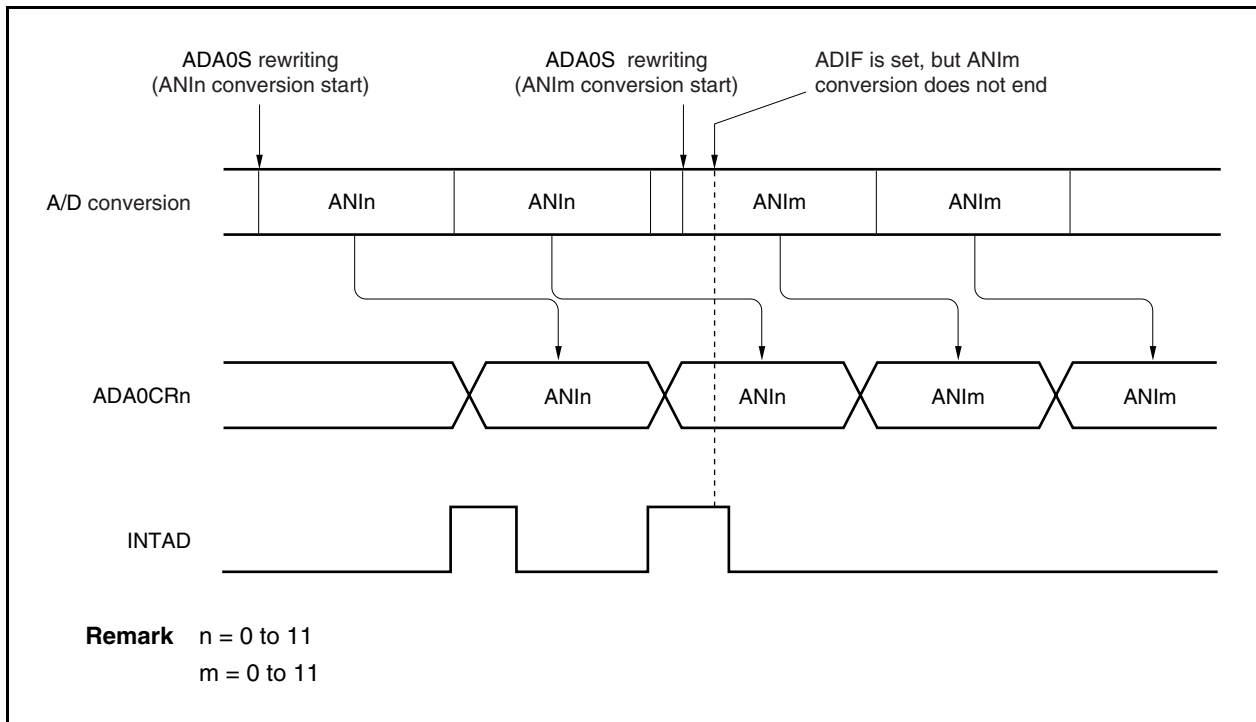 ADA0S rewriting
(ANIn conversion start)
ADA0S rewriting
(ANIm conversion start)
ADIF is set, but ANIm
conversion does not end
A/D conversion
ANIn
ANIn
ANIm
ANIm
ADA0CRn
ANIn
ANIn
ANIm
ANIm
INTAD
Remark n = 0 to 11
m = 0 to 11